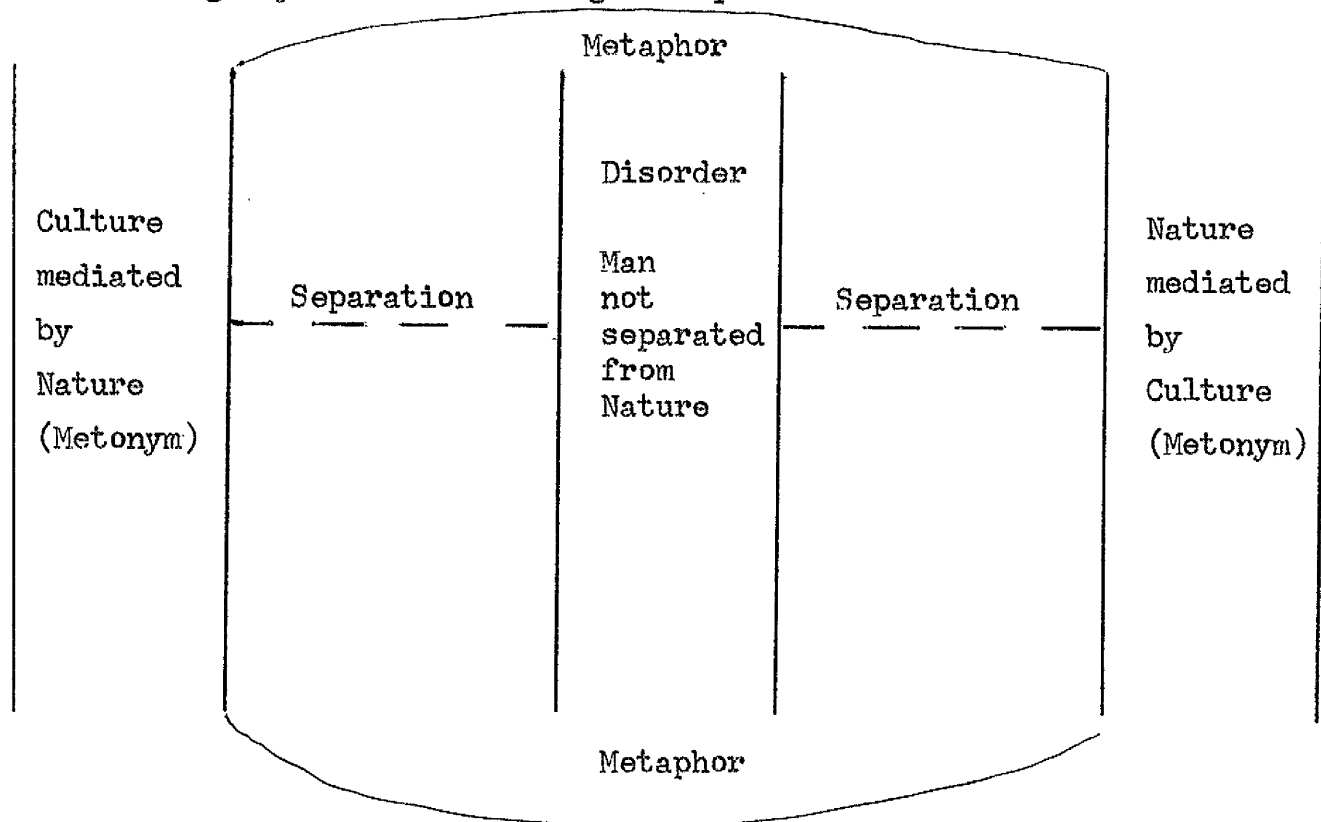 Metaphor
Culture
mediated
by
Nature
(Metonym)
Separation
Disorder
Man
not
separated
from
Nature
Separation
Nature
mediated
by
Culture
(Metonym)
Metaphor